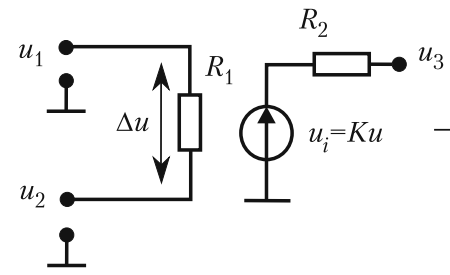 u₁
R₁
Δu
u₂
R₂
u₃
uᵢ=Ku
–